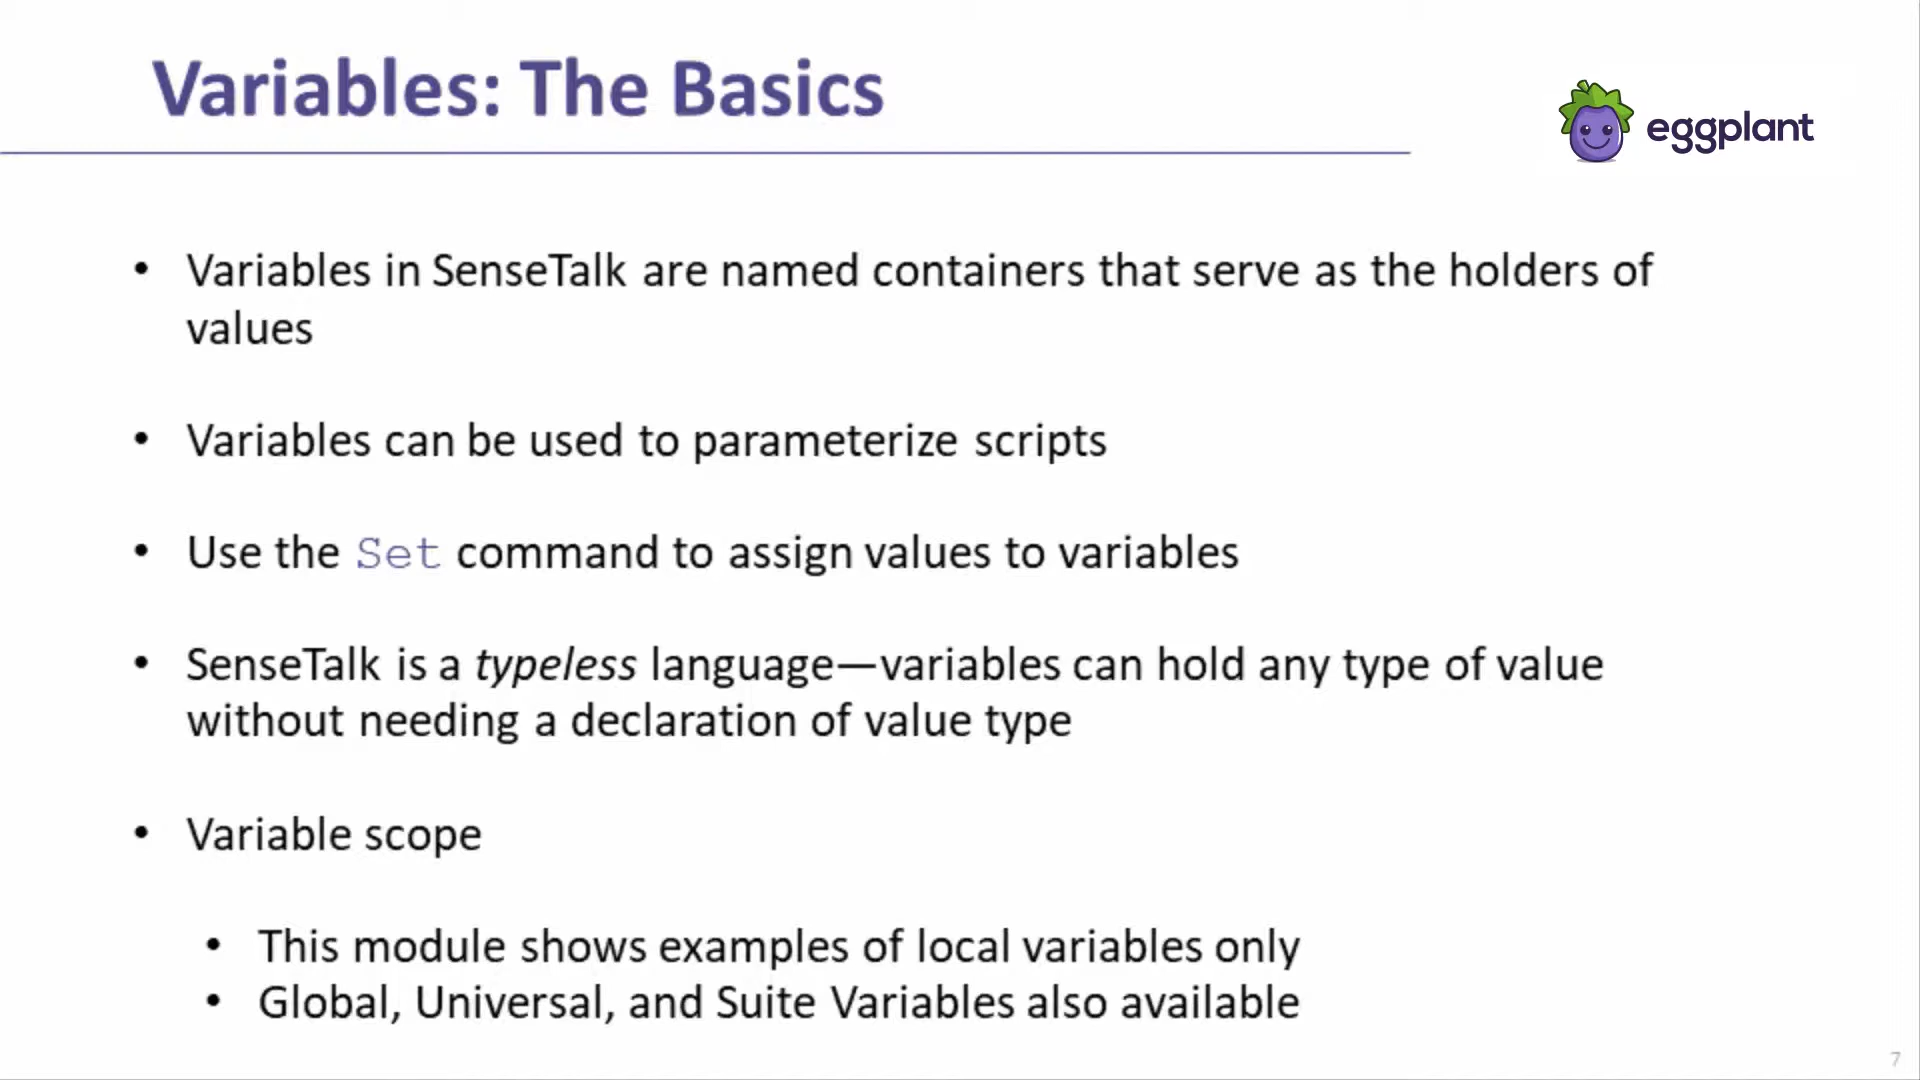 Variables: The Basics
eggplant
• Variables in SenseTalk are named containers that serve as the holders of
values
• Variables can be used to parameterize scripts
• Use the Set command to assign values to variables
• SenseTalk is a typeless language—variables can hold any type of value
without needing a declaration of value type
• Variable scope
• This module shows examples of local variables only
• Global, Universal, and Suite Variables also available
7